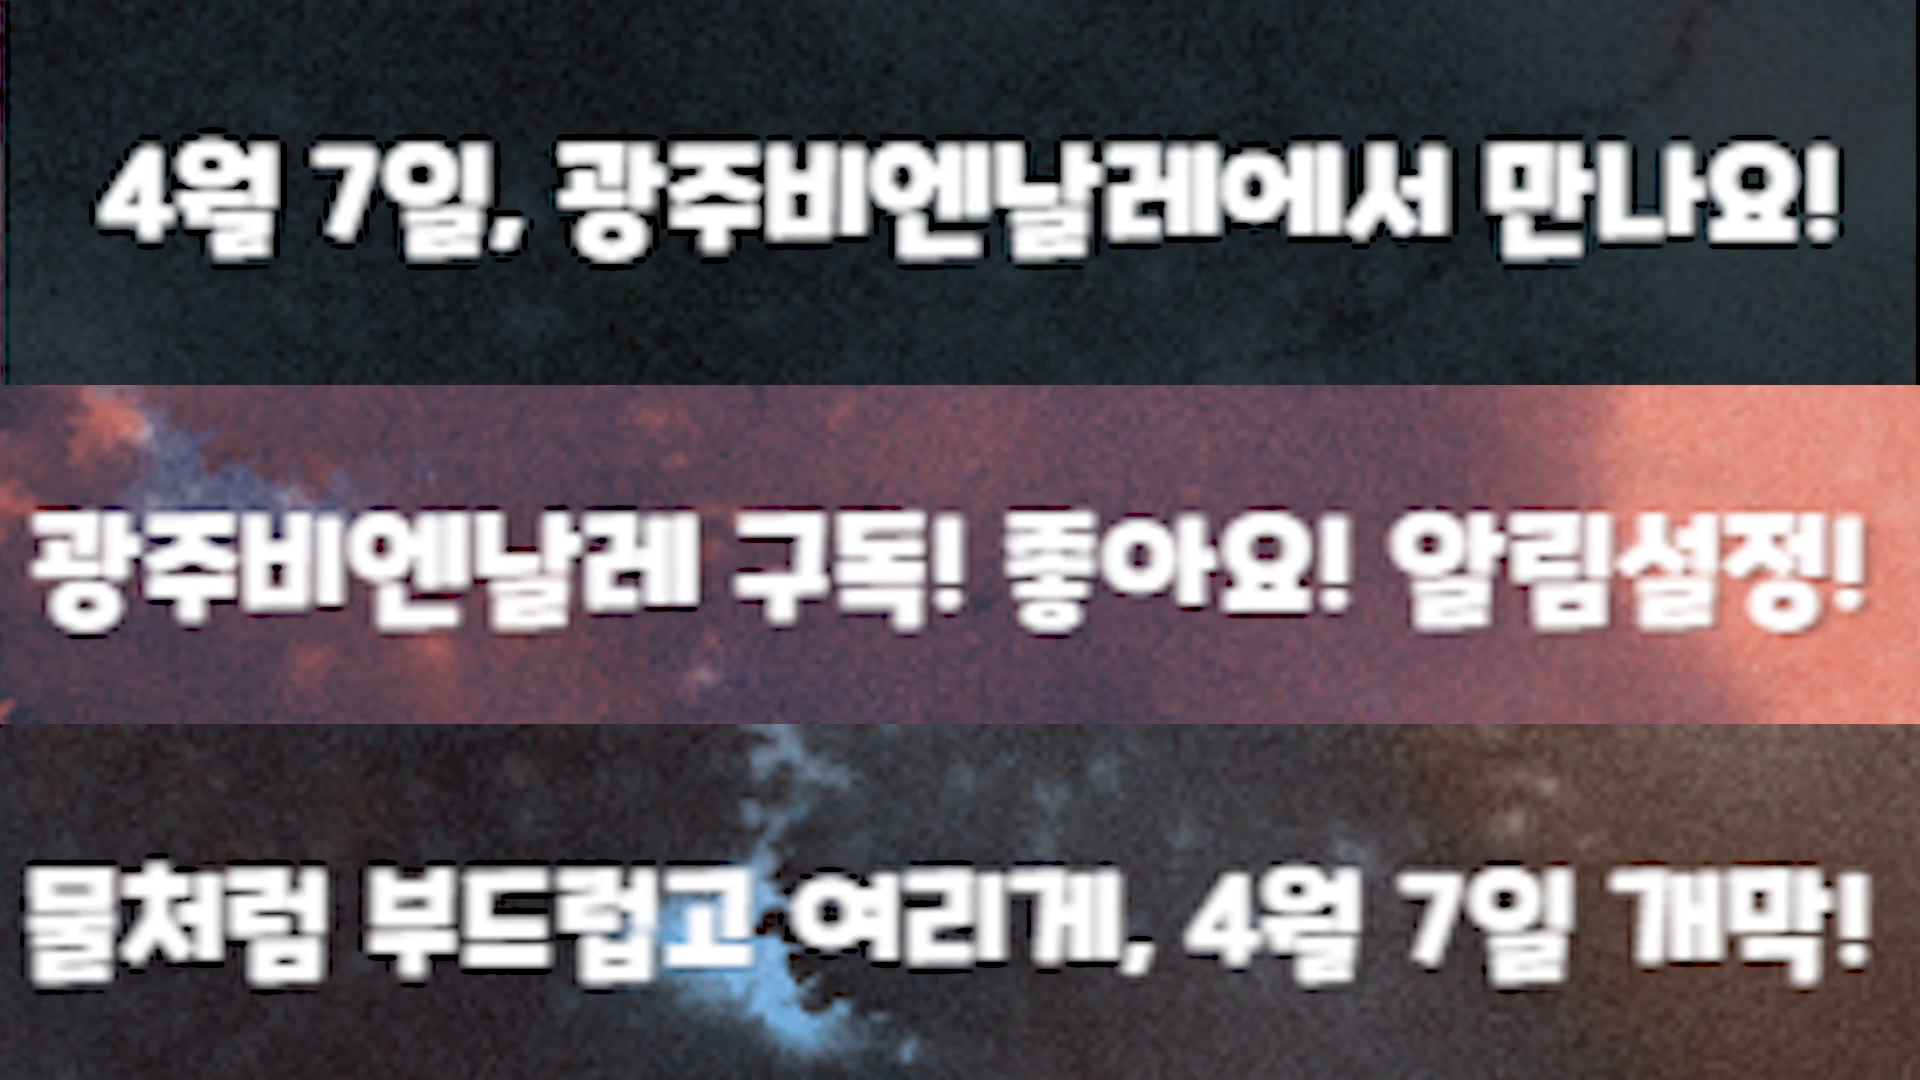 4월 7일, 광주비엔날레에서 만나요!
광주비엔날레 구독! 좋아요! 알림설정!
물처럼 부드럽고 여리게, 4월 7일 개막!